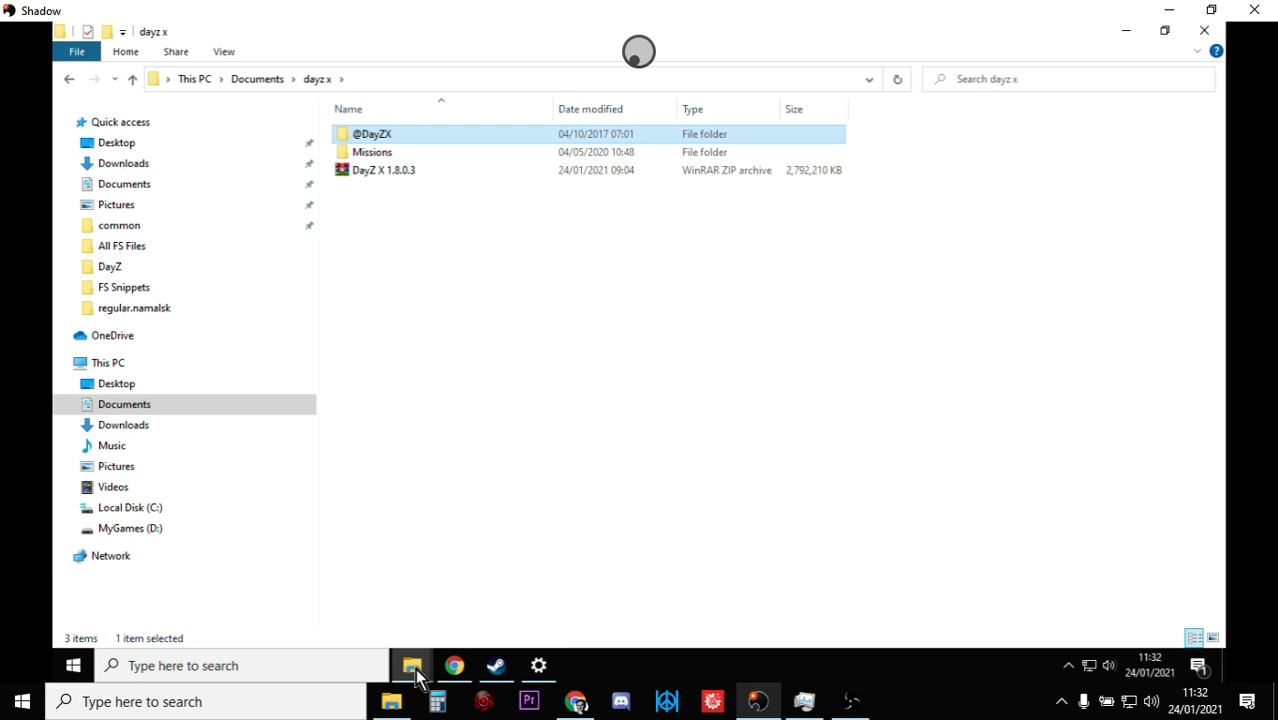 Shadow
dayz x
File Home Share View
This PC Documents dayz x
Search dayz x
Name Date modified Type Size
@DayZX 04/10/2017 07:01 File folder
Missions 04/05/2020 10:48 File folder
DayZ X 1.8.0.3 24/01/2021 09:04 WinRAR ZIP archive 2,792,210 KB
Quick access
Desktop
Downloads
Documents
Pictures
common
All FS Files
DayZ
FS Snippets
regular.namalsk
OneDrive
This PC
Desktop
Documents
Downloads
Music
Pictures
Videos
Local Disk (C:)
MyGames (D:)
Network
3 items 1 item selected
Type here to search
11:32
24/01/2021
1
Type here to search
Pr
11:32
24/01/2021